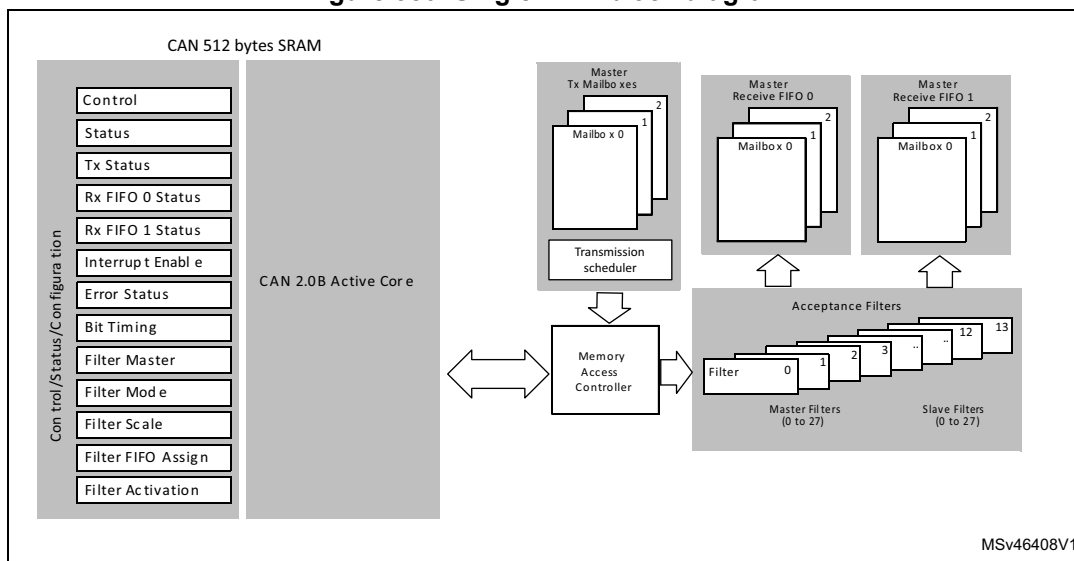 CAN 512 bytes SRAM
Control/Status/Configuration
Control
Status
Tx Status
Rx FIFO 0 Status
Rx FIFO 1 Status
Interrupt Enable
Error Status
Bit Timing
Filter Master
Filter Mode
Filter Scale
Filter FIFO Assign
Filter Activation
CAN 2.0B Active Core
Master
Tx Mailboxes
2
1
Mailbox 0
Transmission
scheduler
Memory
Access
Controller
Master
Receive FIFO 0
2
1
Mailbox 0
Master
Receive FIFO 1
2
1
Mailbox 0
Acceptance Filters
Filter 0
1
2
3
..
..
12
13
Master Filters
(0 to 27)
Slave Filters
(0 to 27)
MSv46408V1